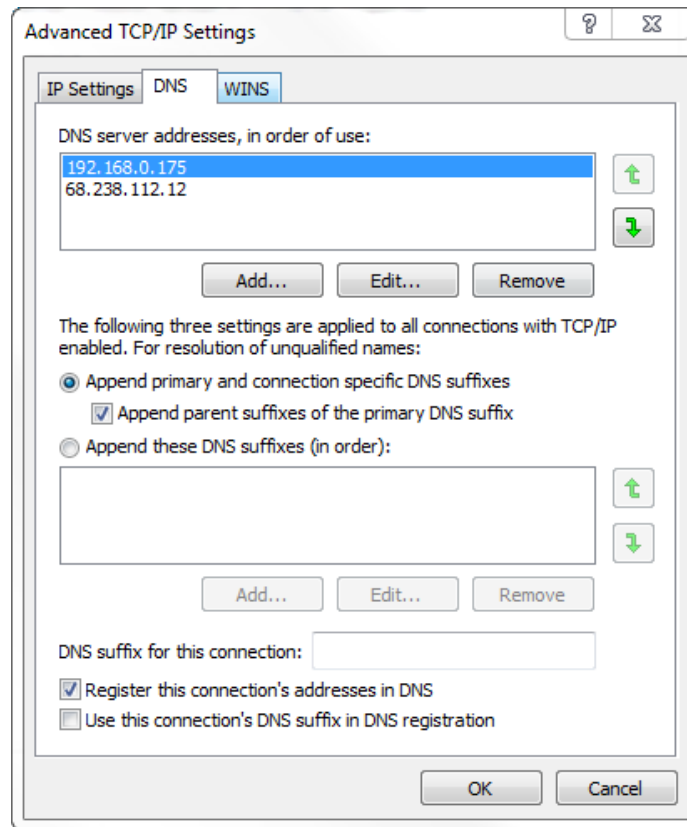 Advanced TCP/IP Settings
IP Settings
DNS
WINS
DNS server addresses, in order of use:
192.168.0.175
68.238.112.12
Add...
Edit...
Remove
The following three settings are applied to all connections with TCP/IP
enabled. For resolution of unqualified names:
Append primary and connection specific DNS suffixes
Append parent suffixes of the primary DNS suffix
Append these DNS suffixes (in order):
Add...
Edit...
Remove
DNS suffix for this connection:
Register this connection's addresses in DNS
Use this connection's DNS suffix in DNS registration
OK
Cancel